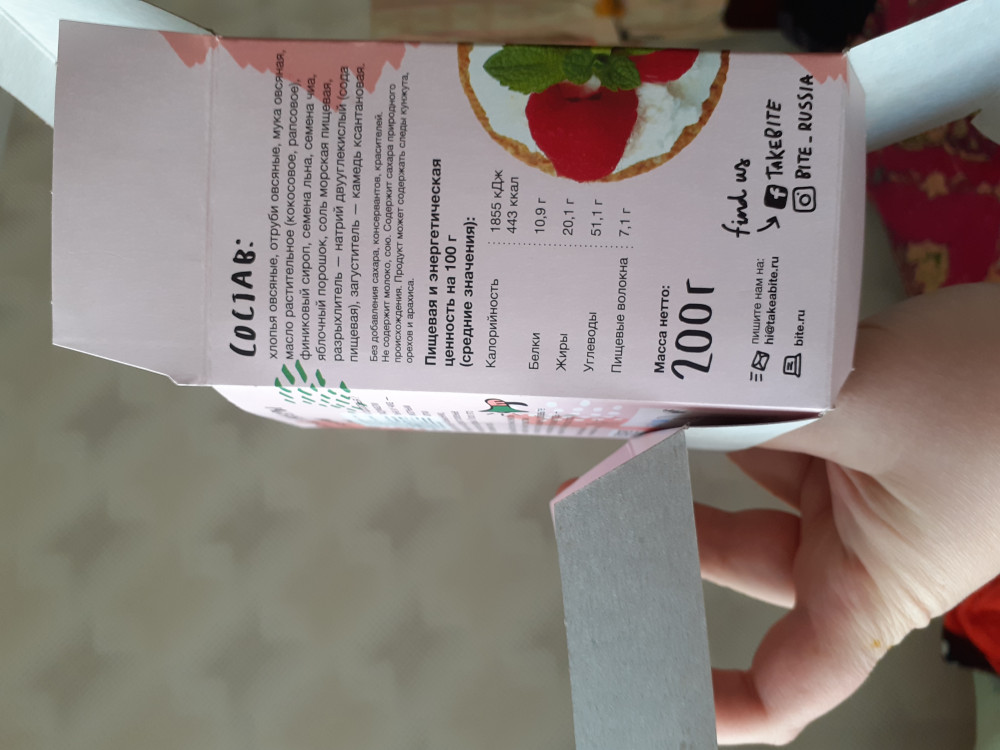 СОСТАВ:
хлопья овсяные, отруби овсяные, мука овсяная,
масло растительное (кокосовое, рапсовое),
финиковый сироп, семена льна, семена чиа,
яблочный порошок, соль морская пищевая,
разрыхлитель — натрий двууглекислый (сода
пищевая), загуститель — камедь ксантановая.
Без добавления сахара, консервантов, красителей.
Не содержит молоко, сою. Содержит сахара природного
происхождения. Продукт может содержать следы кунжута,
орехов и арахиса.
Пищевая и энергетическая
ценность на 100 г
(средние значения):
Калорийность 1855 кДж
443 ккал
Белки 10,9 г
Жиры 20,1 г
Углеводы 51,1 г
Пищевые волокна 7,1 г
Масса нетто:
200 г
find us
TAKEBITE
BITE_RUSSIA
пишите нам на:
hi@takeabite.ru
bite.ru